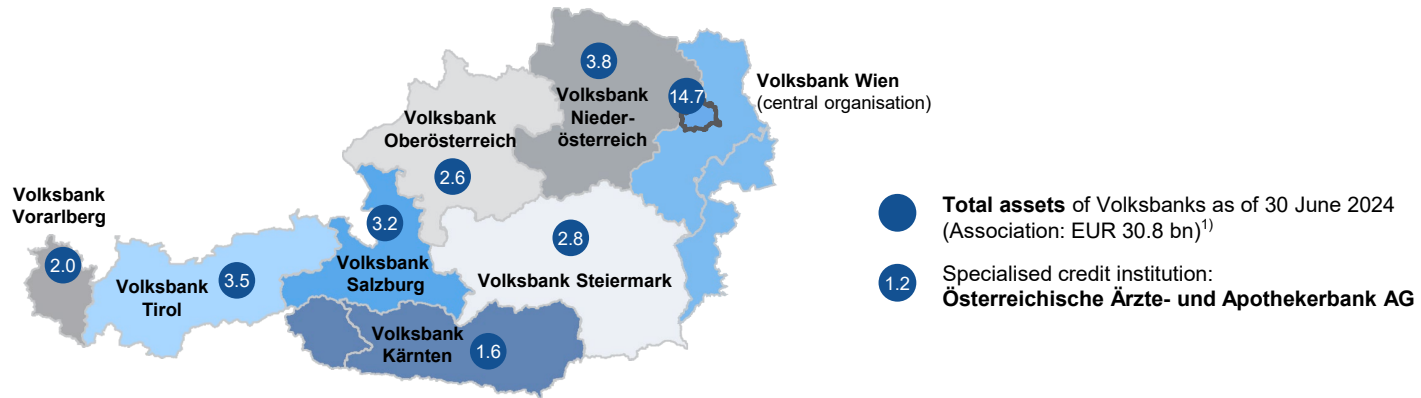 3.8
Volksbank
Nieder-
österreich
14.7
Volksbank Wien
(central organisation)
Volksbank
Oberösterreich
2.6
Volksbank
Vorarlberg
2.0
3.2
Volksbank
Salzburg
2.8
Volksbank Steiermark
Volksbank
Tirol
3.5
Volksbank
Kärnten
1.6
Total assets of Volksbanks as of 30 June 2024
(Association: EUR 30.8 bn)1)
1.2
Specialised credit institution:
Österreichische Ärzte- und Apothekerbank AG